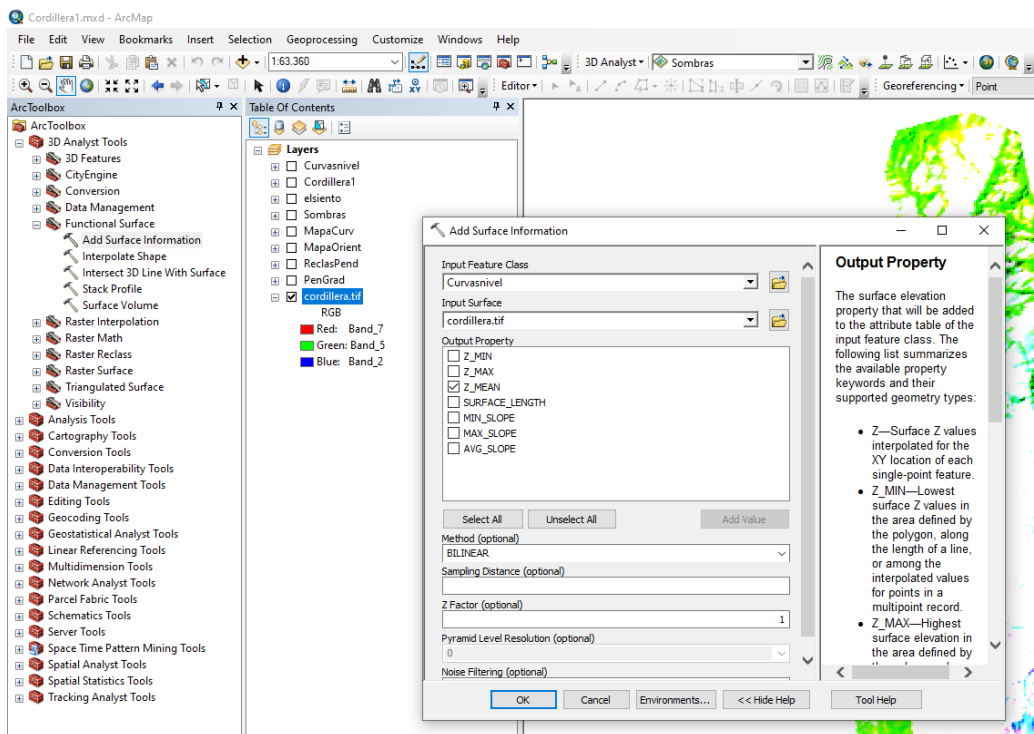 Cordillera1.mxd - ArcMap
File Edit View Bookmarks Insert Selection Geoprocessing Customize Windows Help
1:63.360 3D Analyst Sombras
Editor Georeferencing Point
ArcToolbox
ArcToolbox
3D Analyst Tools
3D Features
CityEngine
Conversion
Data Management
Functional Surface
Add Surface Information
Interpolate Shape
Intersect 3D Line With Surface
Stack Profile
Surface Volume
Raster Interpolation
Raster Math
Raster Reclass
Raster Surface
Triangulated Surface
Visibility
Analysis Tools
Cartography Tools
Conversion Tools
Data Interoperability Tools
Data Management Tools
Editing Tools
Geocoding Tools
Geostatistical Analyst Tools
Linear Referencing Tools
Multidimension Tools
Network Analyst Tools
Parcel Fabric Tools
Schematics Tools
Server Tools
Space Time Pattern Mining Tools
Spatial Analyst Tools
Spatial Statistics Tools
Tracking Analyst Tools
Table Of Contents
Layers
Curvasnivel
Cordillera1
elsiento
Sombras
MapaCurv
MapaOrient
ReclasPend
PenGrad
cordillera.tif
RGB
Red: Band_7
Green: Band_5
Blue: Band_2
Add Surface Information
Input Feature Class
Curvasnivel
Input Surface
cordillera.tif
Output Property
Z_MIN
Z_MAX
Z_MEAN
SURFACE_LENGTH
MIN_SLOPE
MAX_SLOPE
AVG_SLOPE
Select All Unselect All Add Value
Method (optional)
BILINEAR
Sampling Distance (optional)
Z Factor (optional)
1
Pyramid Level Resolution (optional)
0
Noise Filtering (optional)
OK Cancel Environments... << Hide Help Tool Help
Output Property
The surface elevation
property that will be added
to the attribute table of the
input feature class. The
following list summarizes
the available property
keywords and their
supported geometry types:
• Z—Surface Z values
interpolated for the
XY location of each
single-point feature.
• Z_MIN—Lowest
surface Z values in
the area defined by
the polygon, along
the length of a line,
or among the
interpolated values
for points in a
multipoint record.
• Z_MAX—Highest
surface elevation in
the area defined by